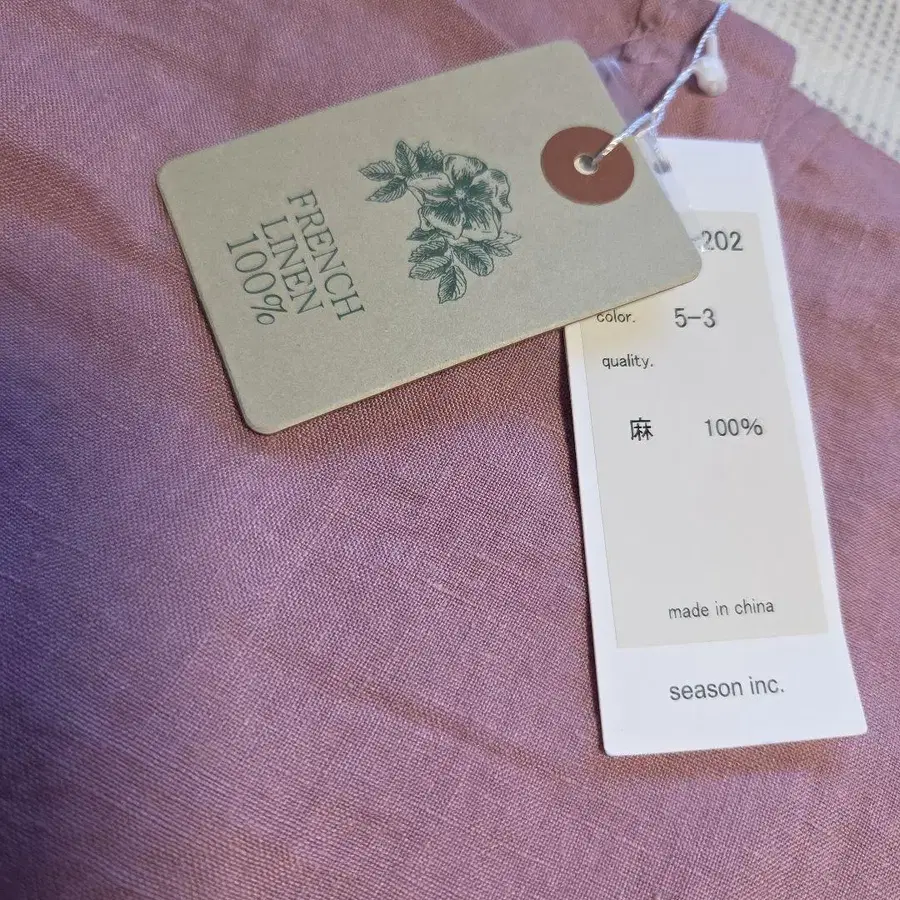 FRENCH
LINEN
100%
202
color. 5-3
quality.
麻 100%
made in china
season inc.